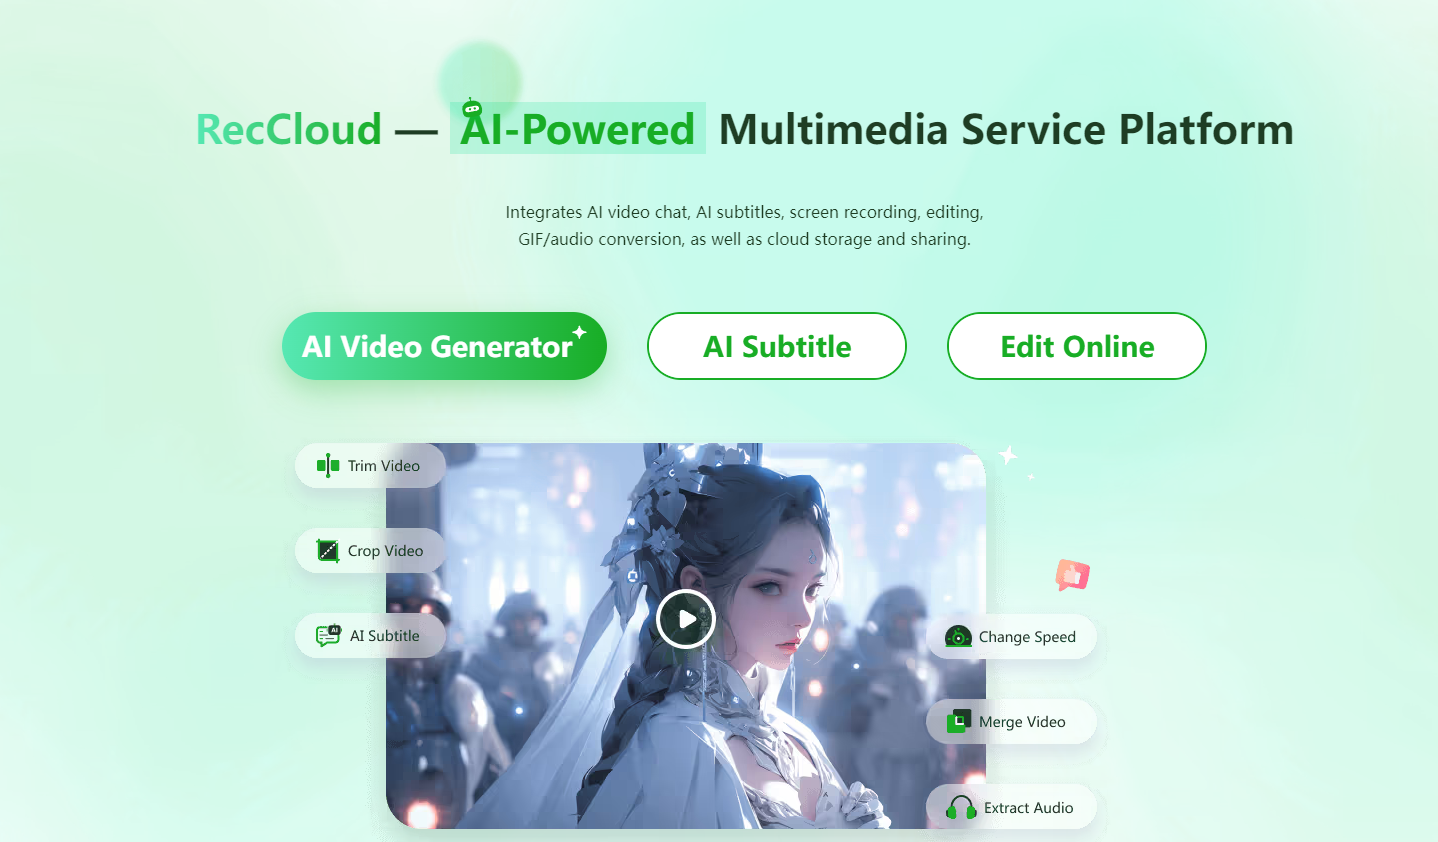 RecCloud — AI-Powered Multimedia Service Platform
Integrates AI video chat, AI subtitles, screen recording, editing,
GIF/audio conversion, as well as cloud storage and sharing.
AI Video Generator
AI Subtitle
Edit Online
Trim Video
Crop Video
AI AI Subtitle
Change Speed
Merge Video
Extract Audio